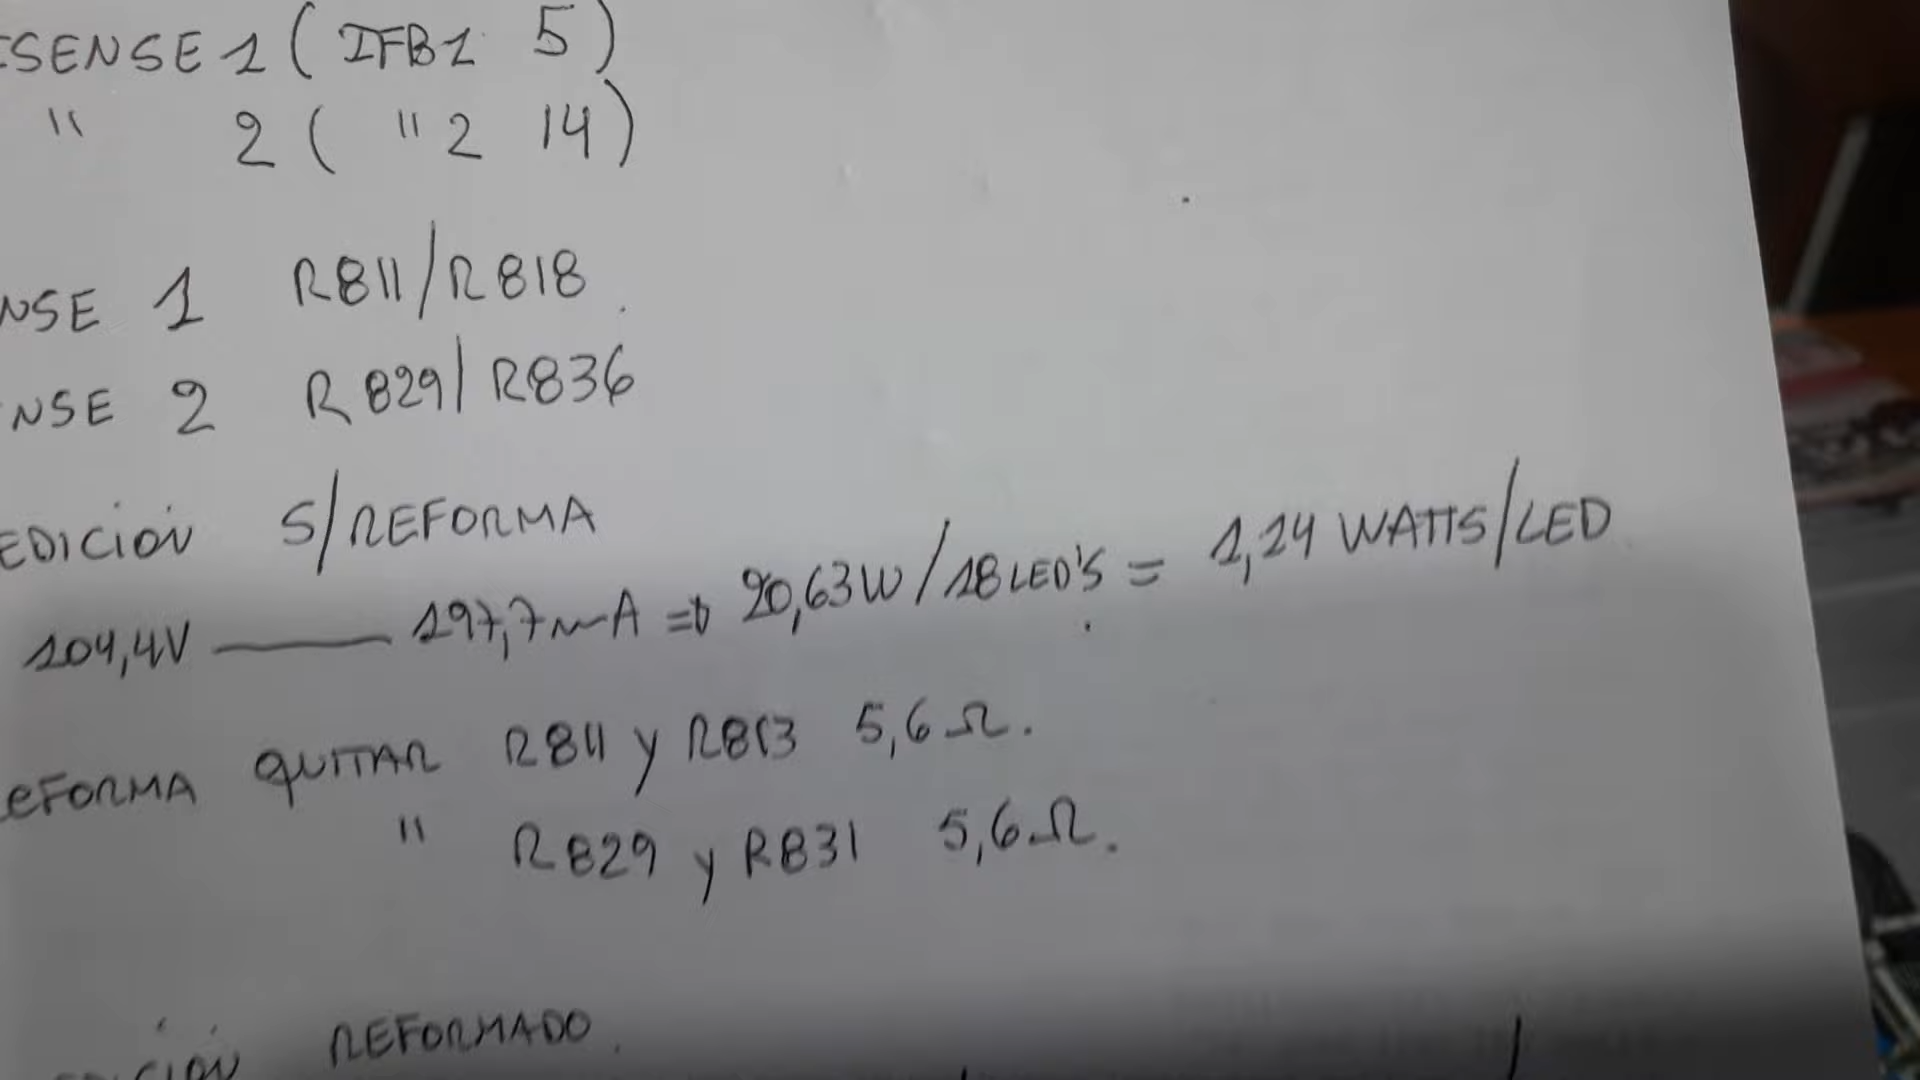 SENSE 1 ( IFB1 5)
" 2 ( " 2 14)
NSE 1 R811/R818.
NSE 2 R829/R836
EDICIÓN S/REFORMA
104,4V —— 197,7mA => 20,63W/18LED'S = 1,14 WATTS/LED
EFORMA QUITAR R811 y R813 5,6Ω.
" R829 y R831 5,6Ω.
DICIÓN REFORMADO.